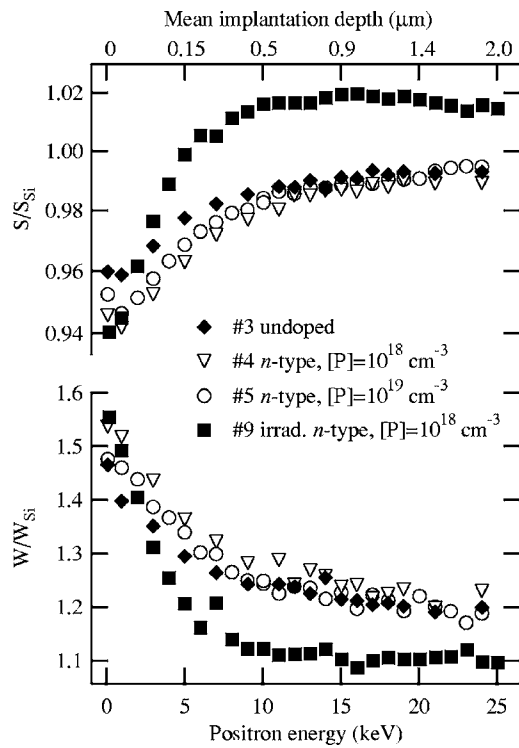 Mean implantation depth (μm)
0 0.15 0.5 0.9 1.4 2.0
1.02
1.00
0.98
0.96
0.94
S/S_Si
#3 undoped
#4 n-type, [P]=10^18 cm^-3
#5 n-type, [P]=10^19 cm^-3
#9 irrad. n-type, [P]=10^18 cm^-3
1.6
1.5
1.4
1.3
1.2
1.1
W/W_Si
0 5 10 15 20 25
Positron energy (keV)